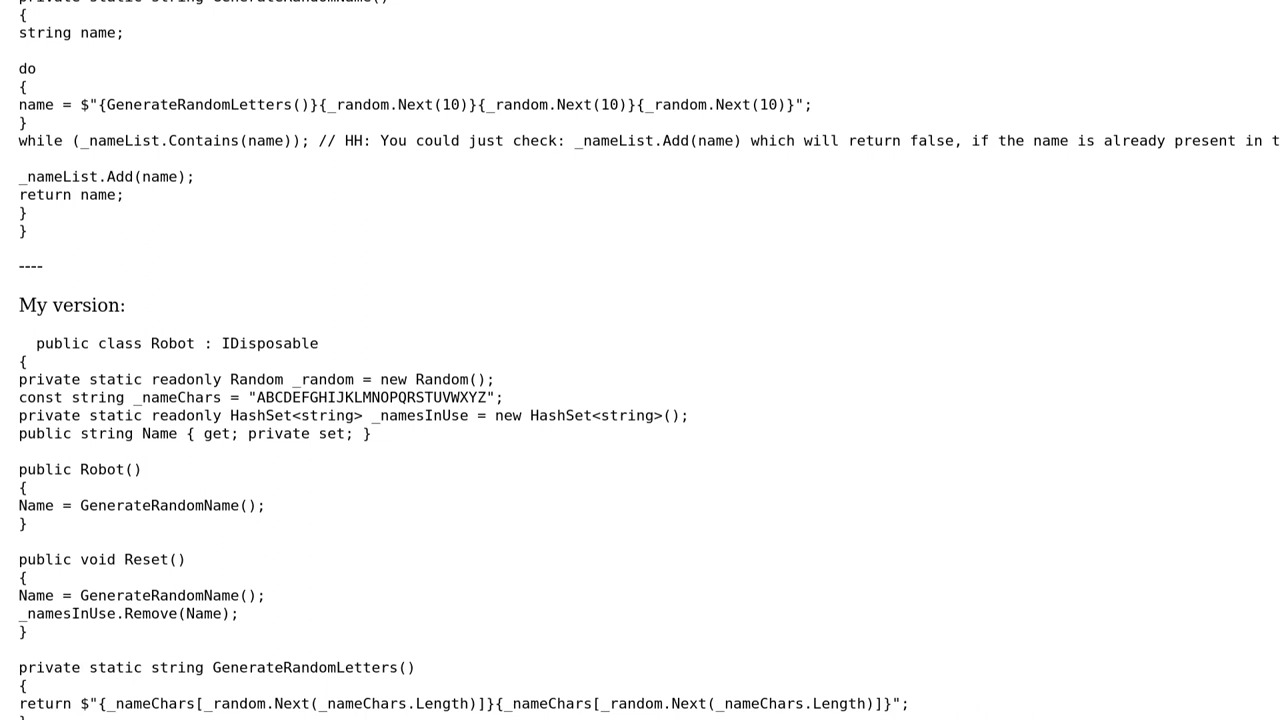 {
string name;
do
{
name = $"{GenerateRandomLetters()}{_random.Next(10)}{_random.Next(10)}{_random.Next(10)}";
}
while (_nameList.Contains(name)); // HH: You could just check: _nameList.Add(name) which will return false, if the name is already present in
_nameList.Add(name);
return name;
}
}
----
My version:
public class Robot : IDisposable
{
private static readonly Random _random = new Random();
const string _nameChars = "ABCDEFGHIJKLMNOPQRSTUVWXYZ";
private static readonly HashSet<string> _namesInUse = new HashSet<string>();
public string Name { get; private set; }
public Robot()
{
Name = GenerateRandomName();
}
public void Reset()
{
Name = GenerateRandomName();
_namesInUse.Remove(Name);
}
private static string GenerateRandomLetters()
{
return $"{_nameChars[_random.Next(_nameChars.Length)]}{_nameChars[_random.Next(_nameChars.Length)]}";